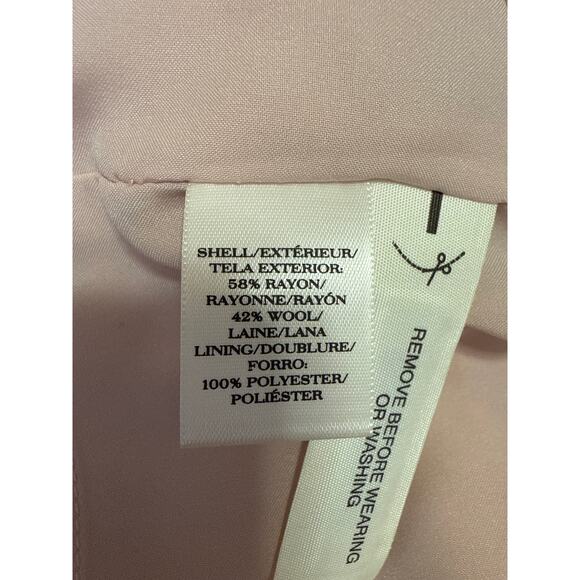 SHELL/EXTÉRIEUR/
TELA EXTERIOR:
58% RAYON/
RAYONNE/RAYÓN
42% WOOL/
LAINE/LANA
LINING/DOUBLURE/
FORRO:
100% POLYESTER/
POLIÉSTER
REMOVE BEFORE WEARING
OR WASHING